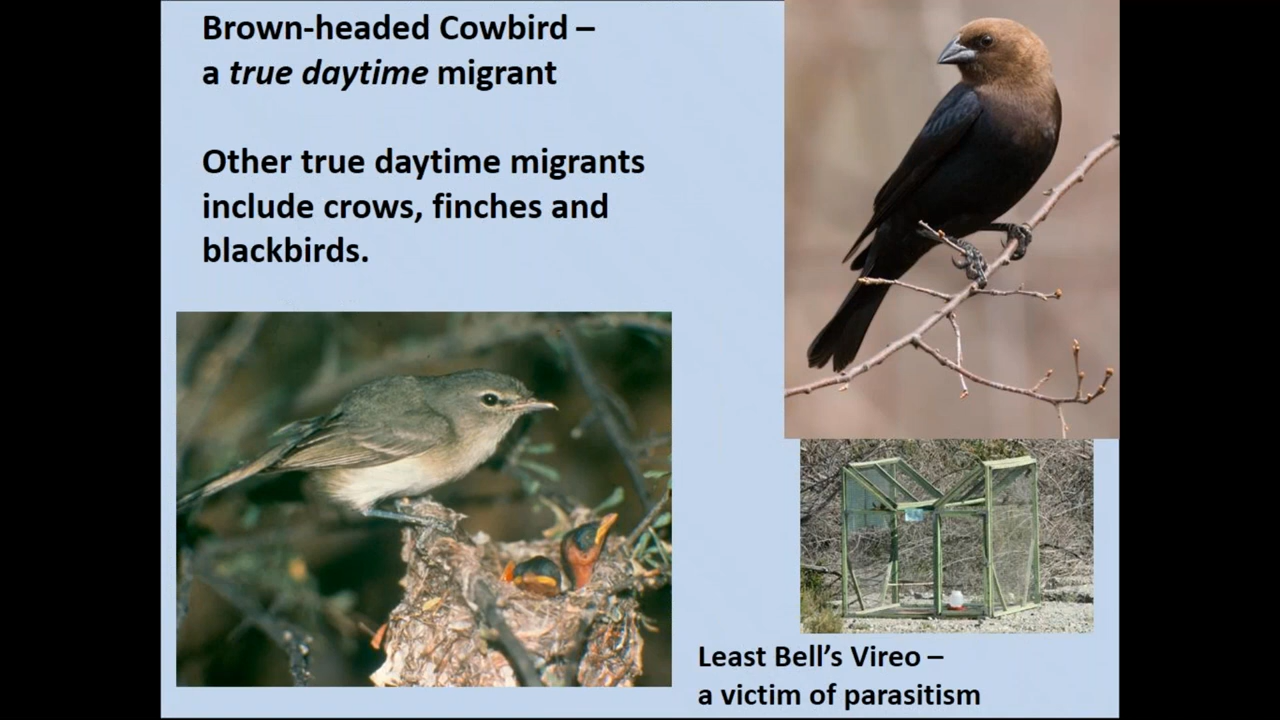 Brown-headed Cowbird –
a true daytime migrant
Other true daytime migrants
include crows, finches and
blackbirds.
Least Bell’s Vireo –
a victim of parasitism